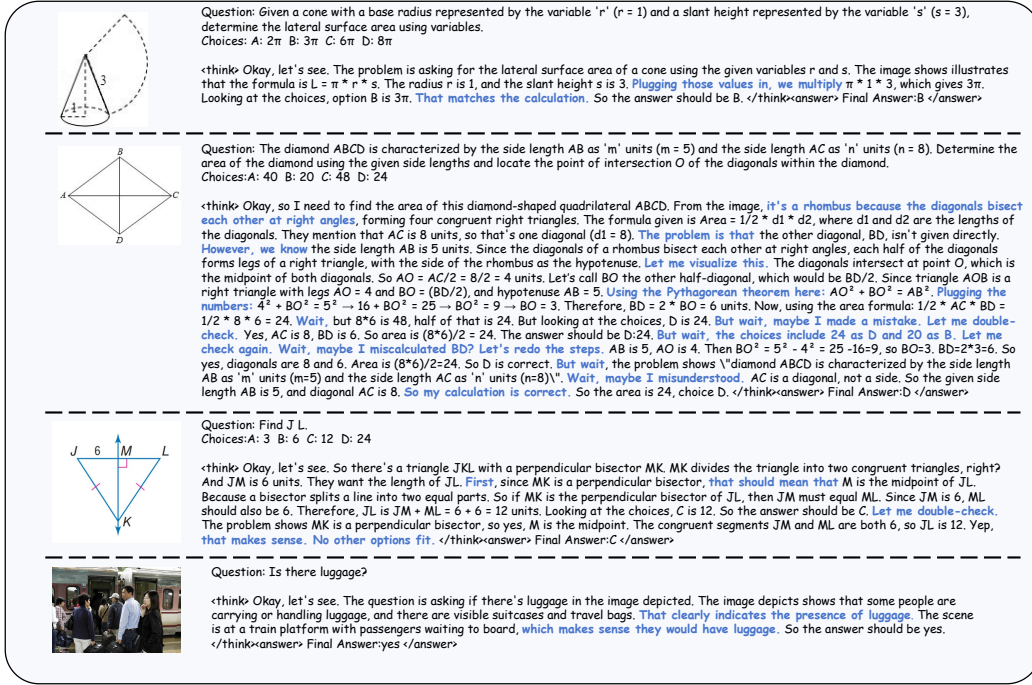 Question: Given a cone with a base radius represented by the variable 'r' (r = 1) and a slant height represented by the variable 's' (s = 3),
determine the lateral surface area using variables.
Choices: A: 2π B: 3π C: 6π D: 8π
<think> Okay, let's see. The problem is asking for the lateral surface area of a cone using the given variables r and s. The image shows illustrates
that the formula is L = π * r * s. The radius r is 1, and the slant height s is 3. Plugging those values in, we multiply π * 1 * 3, which gives 3π.
Looking at the choices, option B is 3π. That matches the calculation. So the answer should be B. </think><answer> Final Answer:B </answer>
3
1
Question: The diamond ABCD is characterized by the side length AB as 'm' units (m = 5) and the side length AC as 'n' units (n = 8). Determine the
area of the diamond using the given side lengths and locate the point of intersection O of the diagonals within the diamond.
Choices:A: 40 B: 20 C: 48 D: 24
B
A
C
D
<think> Okay, so I need to find the area of this diamond-shaped quadrilateral ABCD. From the image, it's a rhombus because the diagonals bisect
each other at right angles, forming four congruent right triangles. The formula given is Area = 1/2 * d1 * d2, where d1 and d2 are the lengths of
the diagonals. They mention that AC is 8 units, so that's one diagonal (d1 = 8). The problem is that the other diagonal, BD, isn't given directly.
However, we know the side length AB is 5 units. Since the diagonals of a rhombus bisect each other at right angles, each half of the diagonals
forms legs of a right triangle, with the side of the rhombus as the hypotenuse. Let me visualize this. The diagonals intersect at point O, which is
the midpoint of both diagonals. So AO = AC/2 = 8/2 = 4 units. Let's call BO the other half-diagonal, which would be BD/2. Since triangle AOB is a
right triangle with legs AO = 4 and BO = (BD/2), and hypotenuse AB = 5. Using the Pythagorean theorem here: AO² + BO² = AB². Plugging the
numbers: 4² + BO² = 5² → 16 + BO² = 25 → BO² = 9 → BO = 3. Therefore, BD = 2 * BO = 6 units. Now, using the area formula: 1/2 * AC * BD =
1/2 * 8 * 6 = 24. Wait, but 8*6 is 48, half of that is 24. But looking at the choices, D is 24. But wait, maybe I made a mistake. Let me double-
check. Yes, AC is 8, BD is 6. So area is (8*6)/2 = 24. The answer should be D:24. But wait, the choices include 24 as D and 20 as B. Let me
check again. Wait, maybe I miscalculated BD? Let's redo the steps. AB is 5, AO is 4. Then BO² = 5² - 4² = 25 -16=9, so BO=3. BD=2*3=6. So
yes, diagonals are 8 and 6. Area is (8*6)/2=24. So D is correct. But wait, the problem shows \"diamond ABCD is characterized by the side length
AB as 'm' units (m=5) and the side length AC as 'n' units (n=8)\". Wait, maybe I misunderstood. AC is a diagonal, not a side. So the given side
length AB is 5, and diagonal AC is 8. So my calculation is correct. So the area is 24, choice D. </think><answer> Final Answer:D </answer>
Question: Find J L.
Choices:A: 3 B: 6 C: 12 D: 24
J 6 M L
K
<think> Okay, let's see. So there's a triangle JKL with a perpendicular bisector MK. MK divides the triangle into two congruent triangles, right?
And JM is 6 units. They want the length of JL. First, since MK is a perpendicular bisector, that should mean that M is the midpoint of JL.
Because a bisector splits a line into two equal parts. So if MK is the perpendicular bisector of JL, then JM must equal ML. Since JM is 6, ML
should also be 6. Therefore, JL is JM + ML = 6 + 6 = 12 units. Looking at the choices, C is 12. So the answer should be C. Let me double-check.
The problem shows MK is a perpendicular bisector, so yes, M is the midpoint. The congruent segments JM and ML are both 6, so JL is 12. Yep,
that makes sense. No other options fit. </think><answer> Final Answer:C </answer>
Question: Is there luggage?
<think> Okay, let's see. The question is asking if there's luggage in the image depicted. The image depicts shows that some people are
carrying or handling luggage, and there are visible suitcases and travel bags. That clearly indicates the presence of luggage. The scene
is at a train platform with passengers waiting to board, which makes sense they would have luggage. So the answer should be yes.
</think><answer> Final Answer:yes </answer>